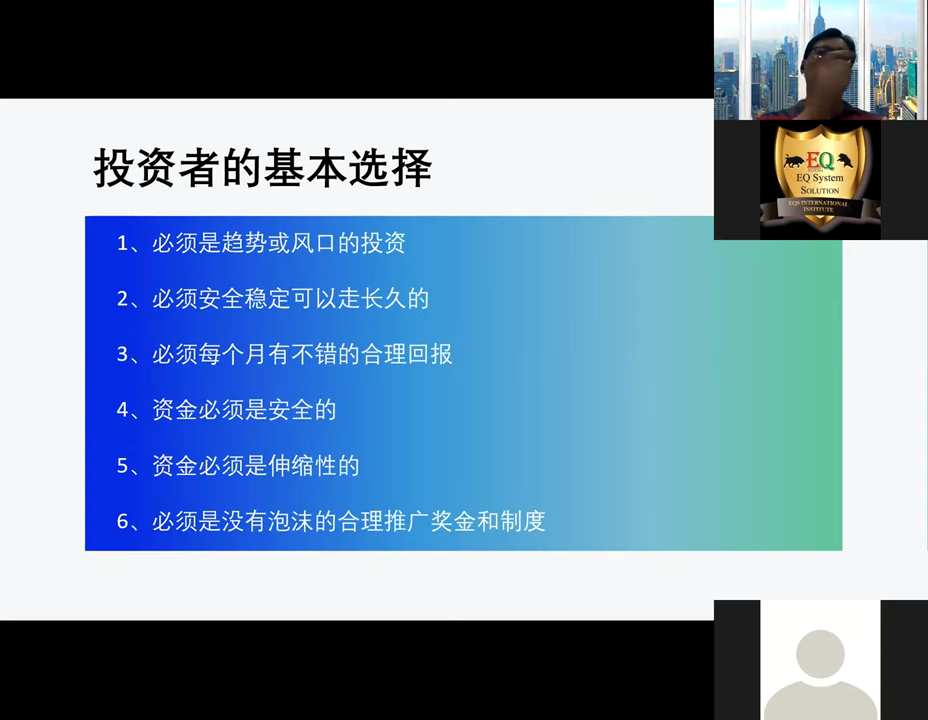 投资者的基本选择
1、必须是趋势或风口的投资
2、必须安全稳定可以走长久的
3、必须每个月有不错的合理回报
4、资金必须是安全的
5、资金必须是伸缩性的
6、必须是没有泡沫的合理推广奖金和制度
EQ
EQ System
SOLUTION
EQS INTERNATIONAL
INSTITUTE